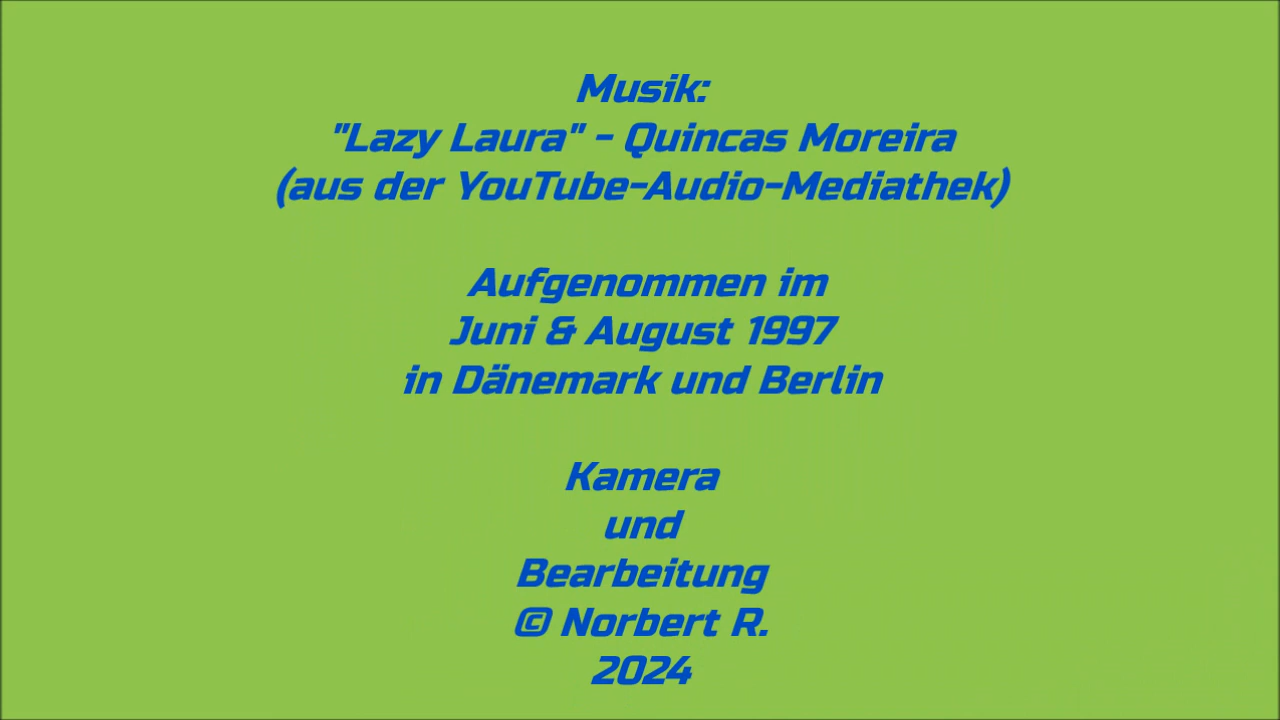 Musik:
"Lazy Laura" - Quincas Moreira
(aus der YouTube-Audio-Mediathek)
Aufgenommen im
Juni & August 1997
in Dänemark und Berlin
Kamera
und
Bearbeitung
© Norbert R.
2024